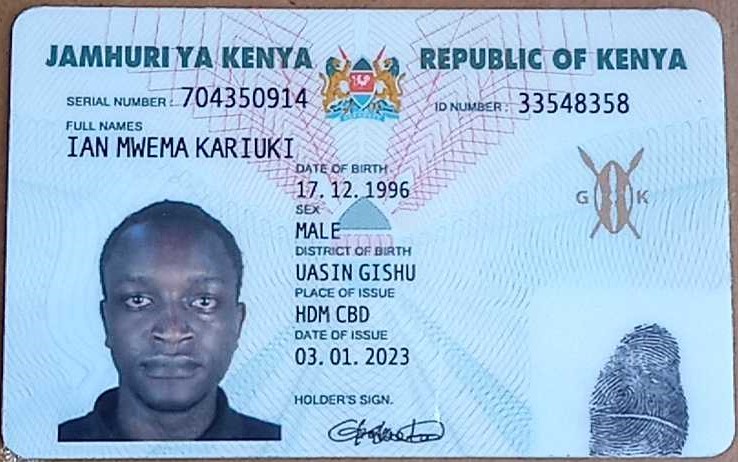 JAMHURI YA KENYA REPUBLIC OF KENYA
SERIAL NUMBER: 704350914 ID NUMBER: 33548358
FULL NAMES
IAN MWEMA KARIUKI
DATE OF BIRTH
17. 12. 1996
SEX
MALE
G K
DISTRICT OF BIRTH
UASIN GISHU
PLACE OF ISSUE
HDM CBD
DATE OF ISSUE
03. 01. 2023
HOLDER'S SIGN.